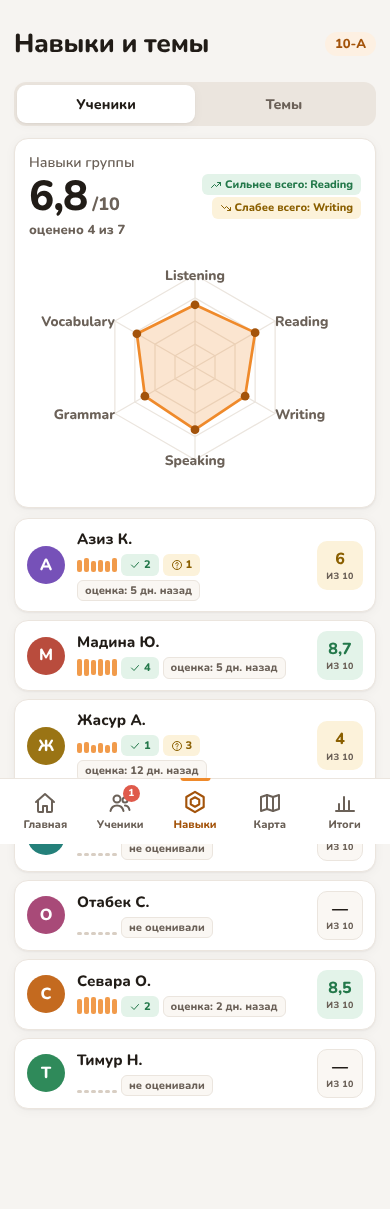 Навыки и темы
10-А
Ученики
Темы
Навыки группы
6,8 /10
оценено 4 из 7
Сильнее всего: Reading
Слабее всего: Writing
Listening
Vocabulary
Reading
Grammar
Writing
Speaking
А
Азиз К.
2
1
оценка: 5 дн. назад
6
ИЗ 10
М
Мадина Ю.
4
оценка: 5 дн. назад
8,7
ИЗ 10
Ж
Жасур А.
1
3
оценка: 12 дн. назад
4
ИЗ 10
1
Главная
Ученики
Навыки
Карта
Итоги
не оценивали
ИЗ 10
О
Отабек С.
не оценивали
—
ИЗ 10
С
Севара О.
2
оценка: 2 дн. назад
8,5
ИЗ 10
Т
Тимур Н.
не оценивали
—
ИЗ 10